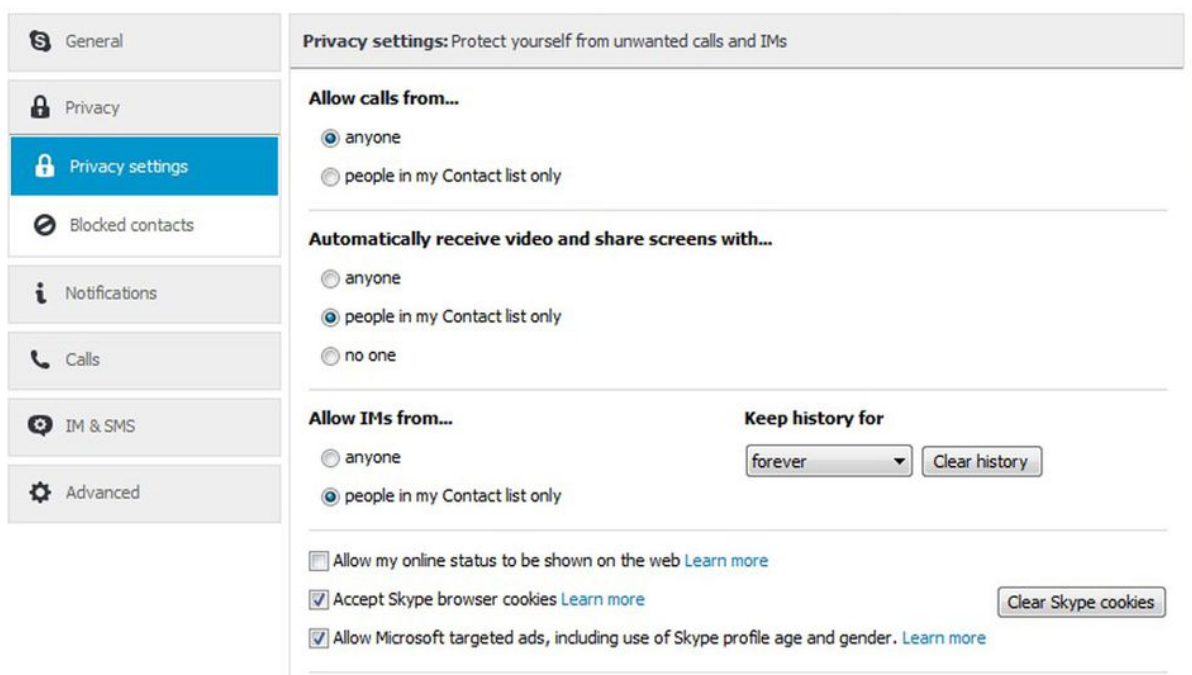 General
Privacy
Privacy settings
Blocked contacts
Notifications
Calls
IM & SMS
Advanced
Privacy settings: Protect yourself from unwanted calls and IMs
Allow calls from...
anyone
people in my Contact list only
Automatically receive video and share screens with...
anyone
people in my Contact list only
no one
Allow IMs from...
anyone
people in my Contact list only
Keep history for
forever
Clear history
Allow my online status to be shown on the web Learn more
Accept Skype browser cookies Learn more
Clear Skype cookies
Allow Microsoft targeted ads, including use of Skype profile age and gender. Learn more